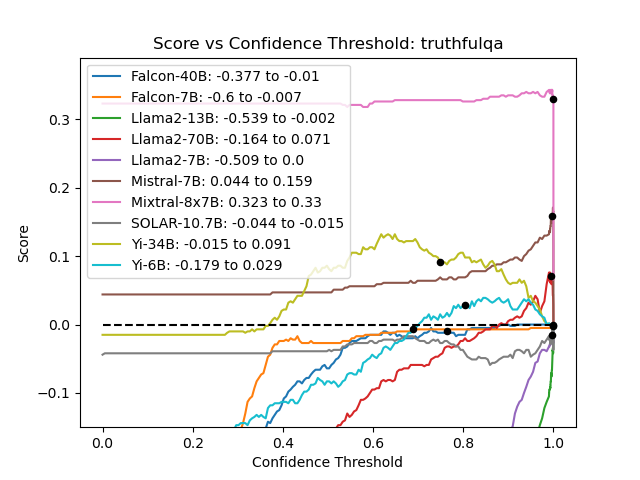 Score vs Confidence Threshold: truthfulqa
Falcon-40B: -0.377 to -0.01
Falcon-7B: -0.6 to -0.007
Llama2-13B: -0.539 to -0.002
Llama2-70B: -0.164 to 0.071
Llama2-7B: -0.509 to 0.0
Mistral-7B: 0.044 to 0.159
Mixtral-8x7B: 0.323 to 0.33
SOLAR-10.7B: -0.044 to -0.015
Yi-34B: -0.015 to 0.091
Yi-6B: -0.179 to 0.029
Score
0.3
0.2
0.1
0.0
−0.1
0.0 0.2 0.4 0.6 0.8 1.0
Confidence Threshold